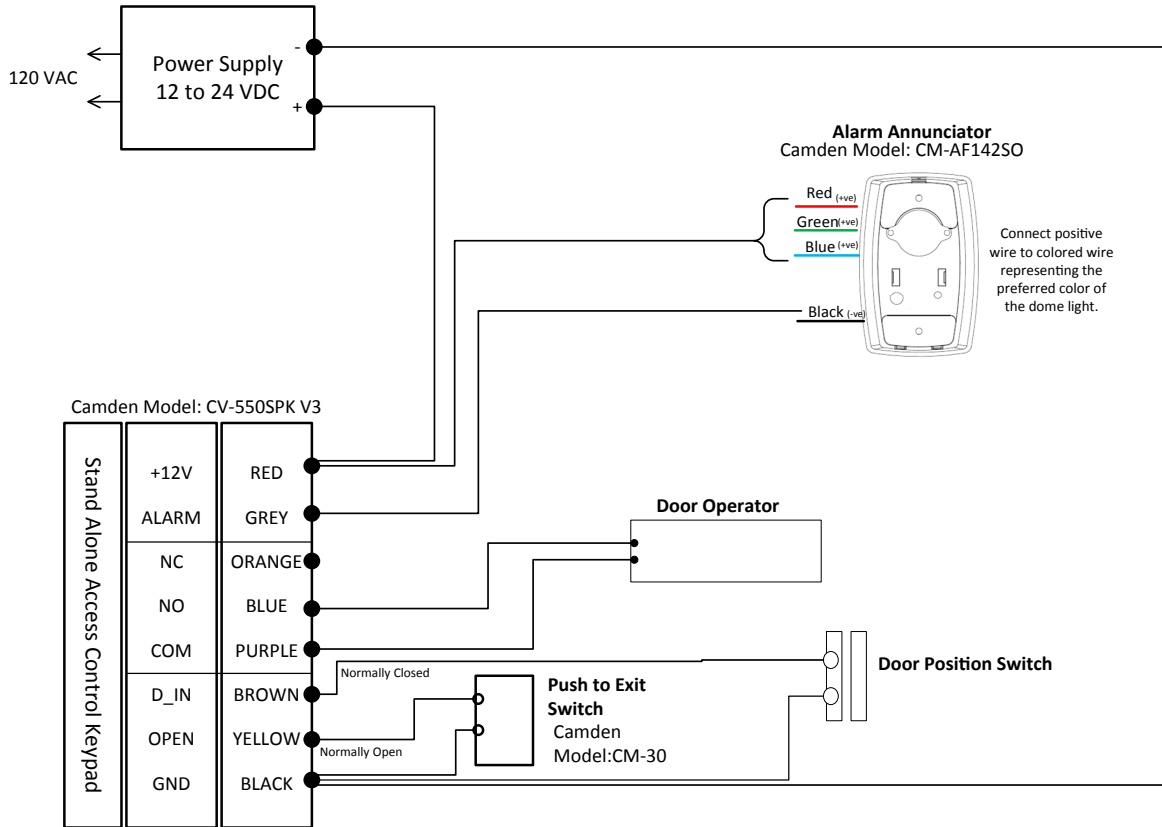 -
120 VAC
Power Supply
12 to 24 VDC
+
Alarm Annunciator
Camden Model: CM-AF142SO
Red (+ve)
Green(+ve)
Blue (+ve)
Black (-ve)
Connect positive
wire to colored wire
representing the
preferred color of
the dome light.
Camden Model: CV-550SPK V3
Stand Alone Access Control Keypad
+12V RED
ALARM GREY
NC ORANGE
NO BLUE
COM PURPLE
D_IN BROWN
OPEN YELLOW
GND BLACK
Door Operator
Normally Closed
Door Position Switch
Push to Exit
Switch
Camden
Model:CM-30
Normally Open